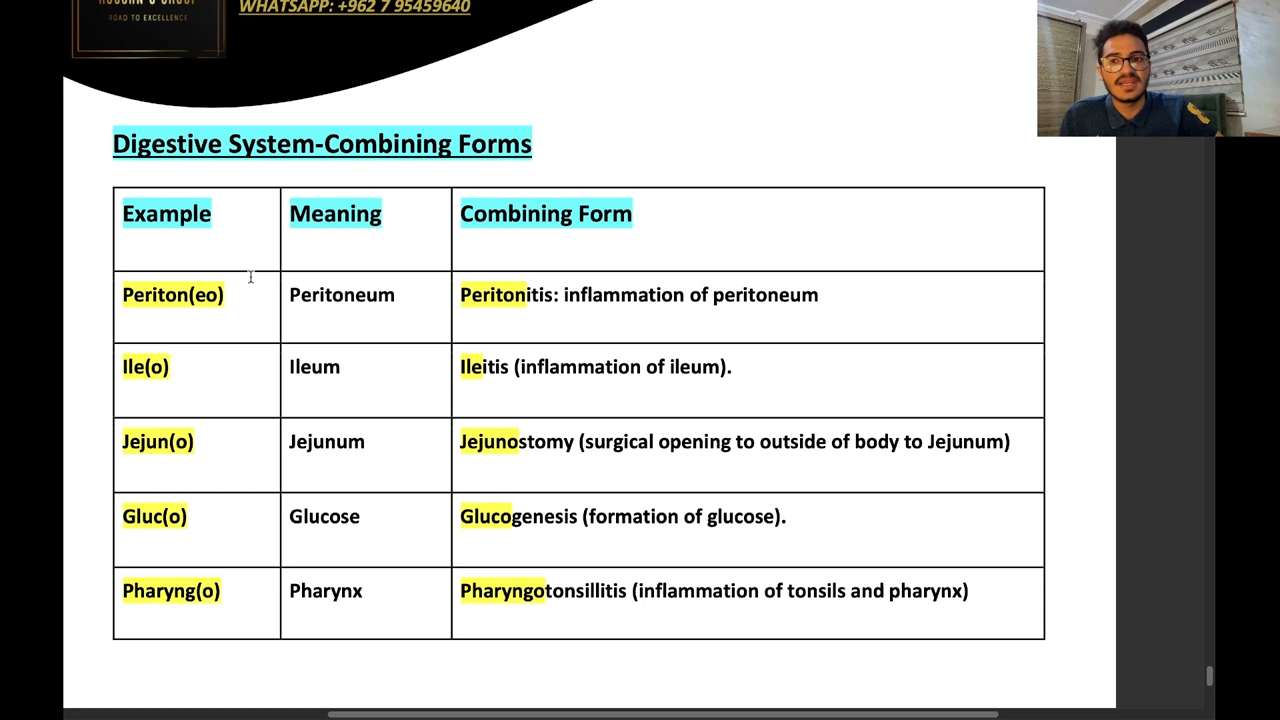 ROAD TO EXCELLENCE
WHATSAPP: +962 7 95459640
Digestive System-Combining Forms
Example Meaning Combining Form
Periton(eo) Peritoneum Peritonitis: inflammation of peritoneum
Ile(o) Ileum Ileitis (inflammation of ileum).
Jejun(o) Jejunum Jejunostomy (surgical opening to outside of body to Jejunum)
Gluc(o) Glucose Glucogenesis (formation of glucose).
Pharyng(o) Pharynx Pharyngotonsillitis (inflammation of tonsils and pharynx)